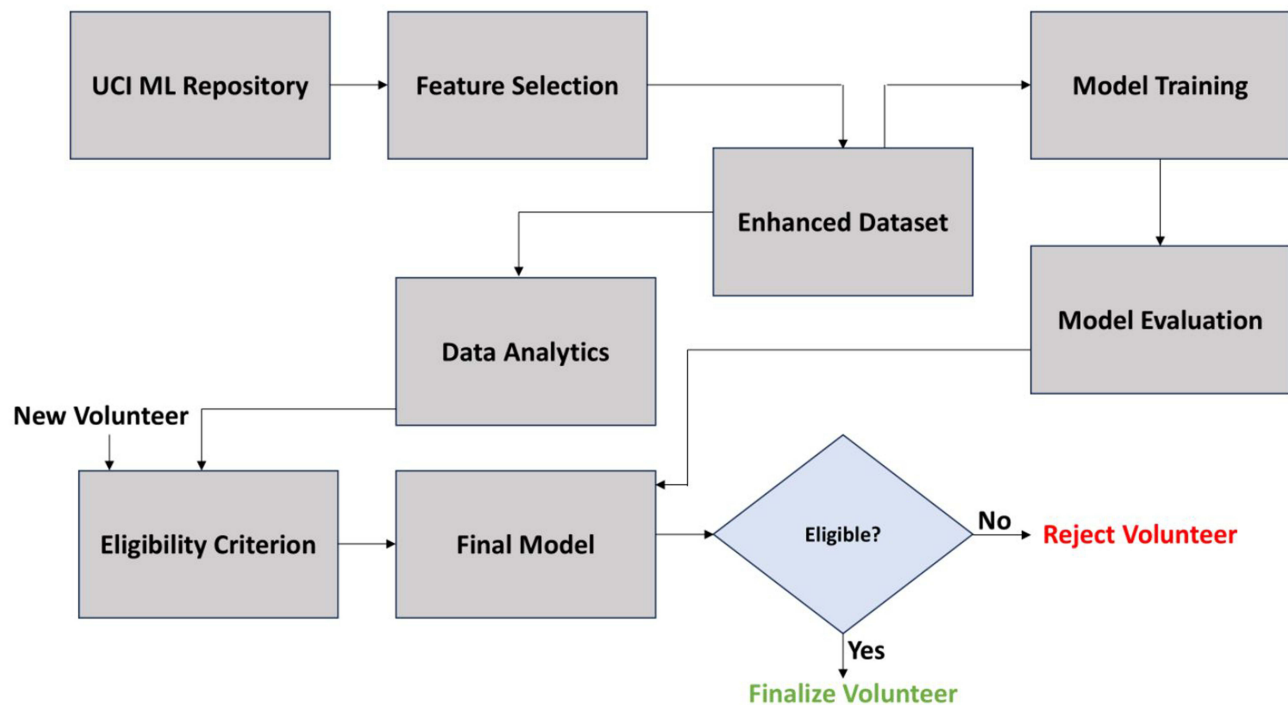 UCI ML Repository
Feature Selection
Model Training
Enhanced Dataset
Data Analytics
Model Evaluation
New Volunteer
Eligibility Criterion
Final Model
Eligible?
No
Reject Volunteer
Yes
Finalize Volunteer